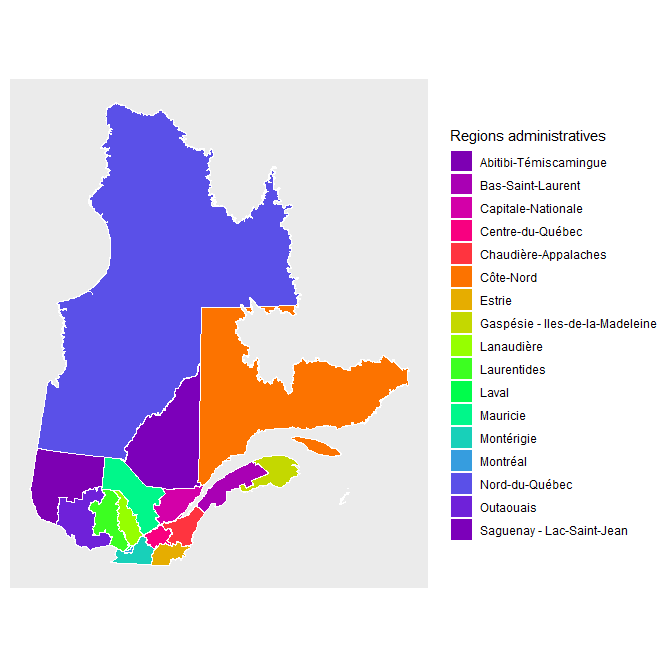 Regions administratives
Abitibi-Témiscamingue
Bas-Saint-Laurent
Capitale-Nationale
Centre-du-Québec
Chaudière-Appalaches
Côte-Nord
Estrie
Gaspésie - Iles-de-la-Madeleine
Lanaudière
Laurentides
Laval
Mauricie
Montérigie
Montréal
Nord-du-Québec
Outaouais
Saguenay - Lac-Saint-Jean